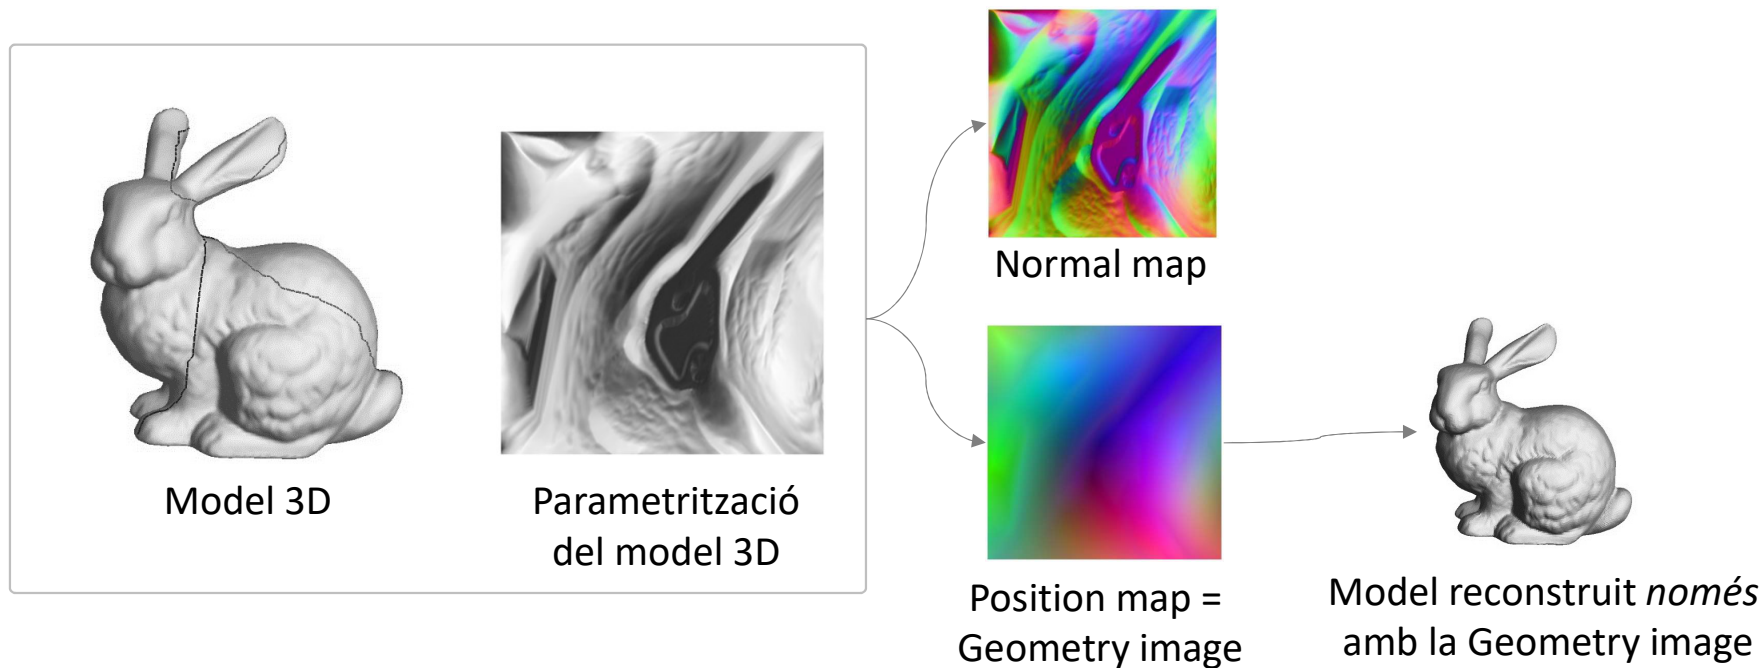 Model 3D
Parametrització
del model 3D
Normal map
Position map =
Geometry image
Model reconstruit només
amb la Geometry image